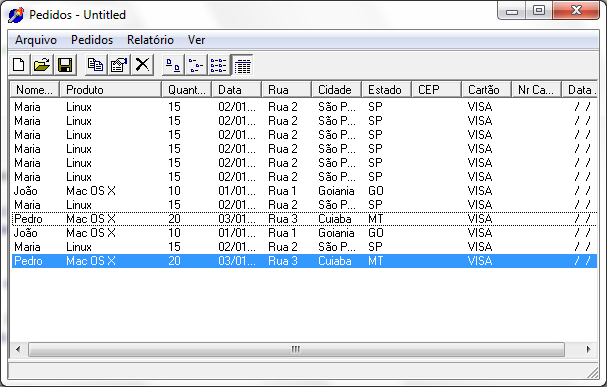 Pedidos - Untitled
Arquivo Pedidos Relatório Ver
Nome... Produto Quant... Data Rua Cidade Estado CEP Cartão Nr Ca... Data .
Maria Linux 15 02/01... Rua 2 São P... SP VISA / /
Maria Linux 15 02/01... Rua 2 São P... SP VISA / /
Maria Linux 15 02/01... Rua 2 São P... SP VISA / /
Maria Linux 15 02/01... Rua 2 São P... SP VISA / /
Maria Linux 15 02/01... Rua 2 São P... SP VISA / /
Maria Linux 15 02/01... Rua 2 São P... SP VISA / /
João Mac OS X 10 01/01... Rua 1 Goiania GO VISA / /
Maria Linux 15 02/01... Rua 2 São P... SP VISA / /
Pedro Mac OS X 20 03/01... Rua 3 Cuiaba MT VISA / /
João Mac OS X 10 01/01... Rua 1 Goiania GO VISA / /
Maria Linux 15 02/01... Rua 2 São P... SP VISA / /
Pedro Mac OS X 20 03/01... Rua 3 Cuiaba MT VISA / /